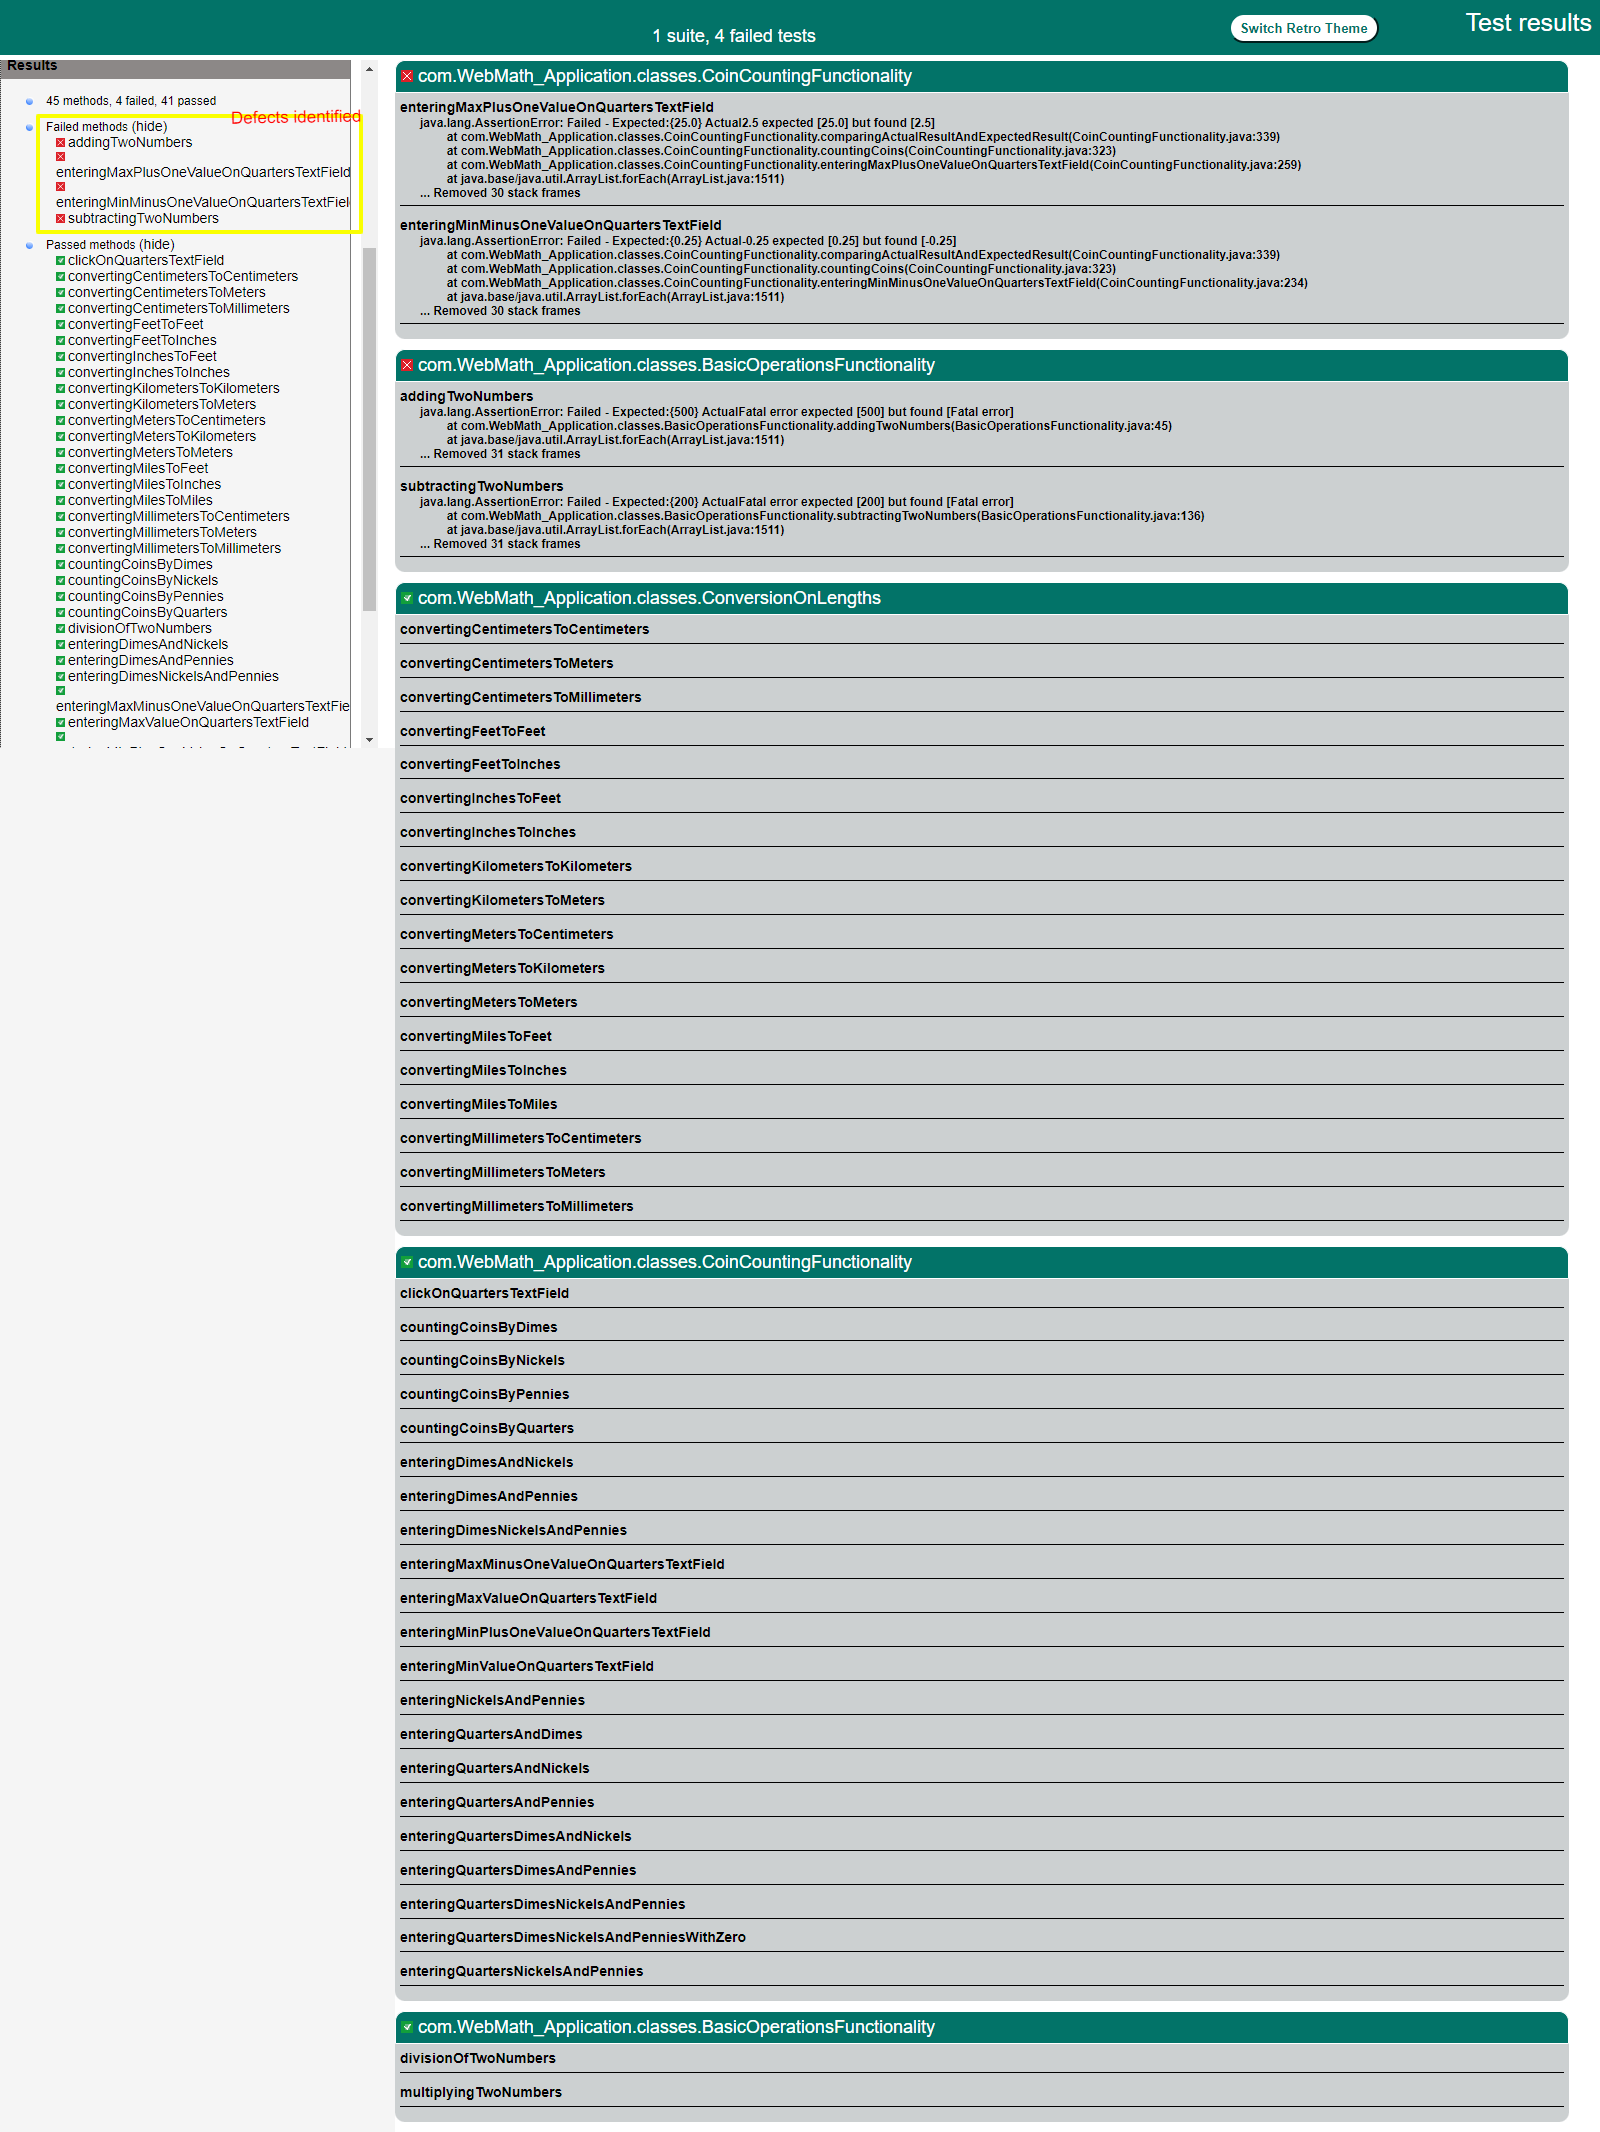 1 suite, 4 failed tests
Switch Retro Theme
Test results
Results
45 methods, 4 failed, 41 passed
Defects identified
Failed methods (hide)
addingTwoNumbers
enteringMaxPlusOneValueOnQuartersTextField
enteringMinMinusOneValueOnQuartersTextFiel
subtractingTwoNumbers
Passed methods (hide)
clickOnQuartersTextField
convertingCentimetersToCentimeters
convertingCentimetersToMeters
convertingCentimetersToMillimeters
convertingFeetToFeet
convertingFeetToInches
convertingInchesToFeet
convertingInchesToInches
convertingKilometersToKilometers
convertingKilometersToMeters
convertingMetersToCentimeters
convertingMetersToKilometers
convertingMetersToMeters
convertingMilesToFeet
convertingMilesToInches
convertingMilesToMiles
convertingMillimetersToCentimeters
convertingMillimetersToMeters
convertingMillimetersToMillimeters
countingCoinsByDimes
countingCoinsByNickels
countingCoinsByPennies
countingCoinsByQuarters
divisionOfTwoNumbers
enteringDimesAndNickels
enteringDimesAndPennies
enteringDimesNickelsAndPennies
enteringMaxMinusOneValueOnQuartersTextFie
enteringMaxValueOnQuartersTextField
com.WebMath_Application.classes.CoinCountingFunctionality
enteringMaxPlusOneValueOnQuartersTextField
java.lang.AssertionError: Failed - Expected:{25.0} Actual2.5 expected [25.0] but found [2.5]
at com.WebMath_Application.classes.CoinCountingFunctionality.comparingActualResultAndExpectedResult(CoinCountingFunctionality.java:339)
at com.WebMath_Application.classes.CoinCountingFunctionality.countingCoins(CoinCountingFunctionality.java:323)
at com.WebMath_Application.classes.CoinCountingFunctionality.enteringMaxPlusOneValueOnQuartersTextField(CoinCountingFunctionality.java:259)
at java.base/java.util.ArrayList.forEach(ArrayList.java:1511)
... Removed 30 stack frames
enteringMinMinusOneValueOnQuartersTextField
java.lang.AssertionError: Failed - Expected:{0.25} Actual-0.25 expected [0.25] but found [-0.25]
at com.WebMath_Application.classes.CoinCountingFunctionality.comparingActualResultAndExpectedResult(CoinCountingFunctionality.java:339)
at com.WebMath_Application.classes.CoinCountingFunctionality.countingCoins(CoinCountingFunctionality.java:323)
at com.WebMath_Application.classes.CoinCountingFunctionality.enteringMinMinusOneValueOnQuartersTextField(CoinCountingFunctionality.java:234)
at java.base/java.util.ArrayList.forEach(ArrayList.java:1511)
... Removed 30 stack frames
com.WebMath_Application.classes.BasicOperationsFunctionality
addingTwoNumbers
java.lang.AssertionError: Failed - Expected:{500} ActualFatal error expected [500] but found [Fatal error]
at com.WebMath_Application.classes.BasicOperationsFunctionality.addingTwoNumbers(BasicOperationsFunctionality.java:45)
at java.base/java.util.ArrayList.forEach(ArrayList.java:1511)
... Removed 31 stack frames
subtractingTwoNumbers
java.lang.AssertionError: Failed - Expected:{200} ActualFatal error expected [200] but found [Fatal error]
at com.WebMath_Application.classes.BasicOperationsFunctionality.subtractingTwoNumbers(BasicOperationsFunctionality.java:136)
at java.base/java.util.ArrayList.forEach(ArrayList.java:1511)
... Removed 31 stack frames
com.WebMath_Application.classes.ConversionOnLengths
convertingCentimetersToCentimeters
convertingCentimetersToMeters
convertingCentimetersToMillimeters
convertingFeetToFeet
convertingFeetToInches
convertingInchesToFeet
convertingInchesToInches
convertingKilometersToKilometers
convertingKilometersToMeters
convertingMetersToCentimeters
convertingMetersToKilometers
convertingMetersToMeters
convertingMilesToFeet
convertingMilesToInches
convertingMilesToMiles
convertingMillimetersToCentimeters
convertingMillimetersToMeters
convertingMillimetersToMillimeters
com.WebMath_Application.classes.CoinCountingFunctionality
clickOnQuartersTextField
countingCoinsByDimes
countingCoinsByNickels
countingCoinsByPennies
countingCoinsByQuarters
enteringDimesAndNickels
enteringDimesAndPennies
enteringDimesNickelsAndPennies
enteringMaxMinusOneValueOnQuartersTextField
enteringMaxValueOnQuartersTextField
enteringMinPlusOneValueOnQuartersTextField
enteringMinValueOnQuartersTextField
enteringNickelsAndPennies
enteringQuartersAndDimes
enteringQuartersAndNickels
enteringQuartersAndPennies
enteringQuartersDimesAndNickels
enteringQuartersDimesAndPennies
enteringQuartersDimesNickelsAndPennies
enteringQuartersDimesNickelsAndPenniesWithZero
enteringQuartersNickelsAndPennies
com.WebMath_Application.classes.BasicOperationsFunctionality
divisionOfTwoNumbers
multiplyingTwoNumbers